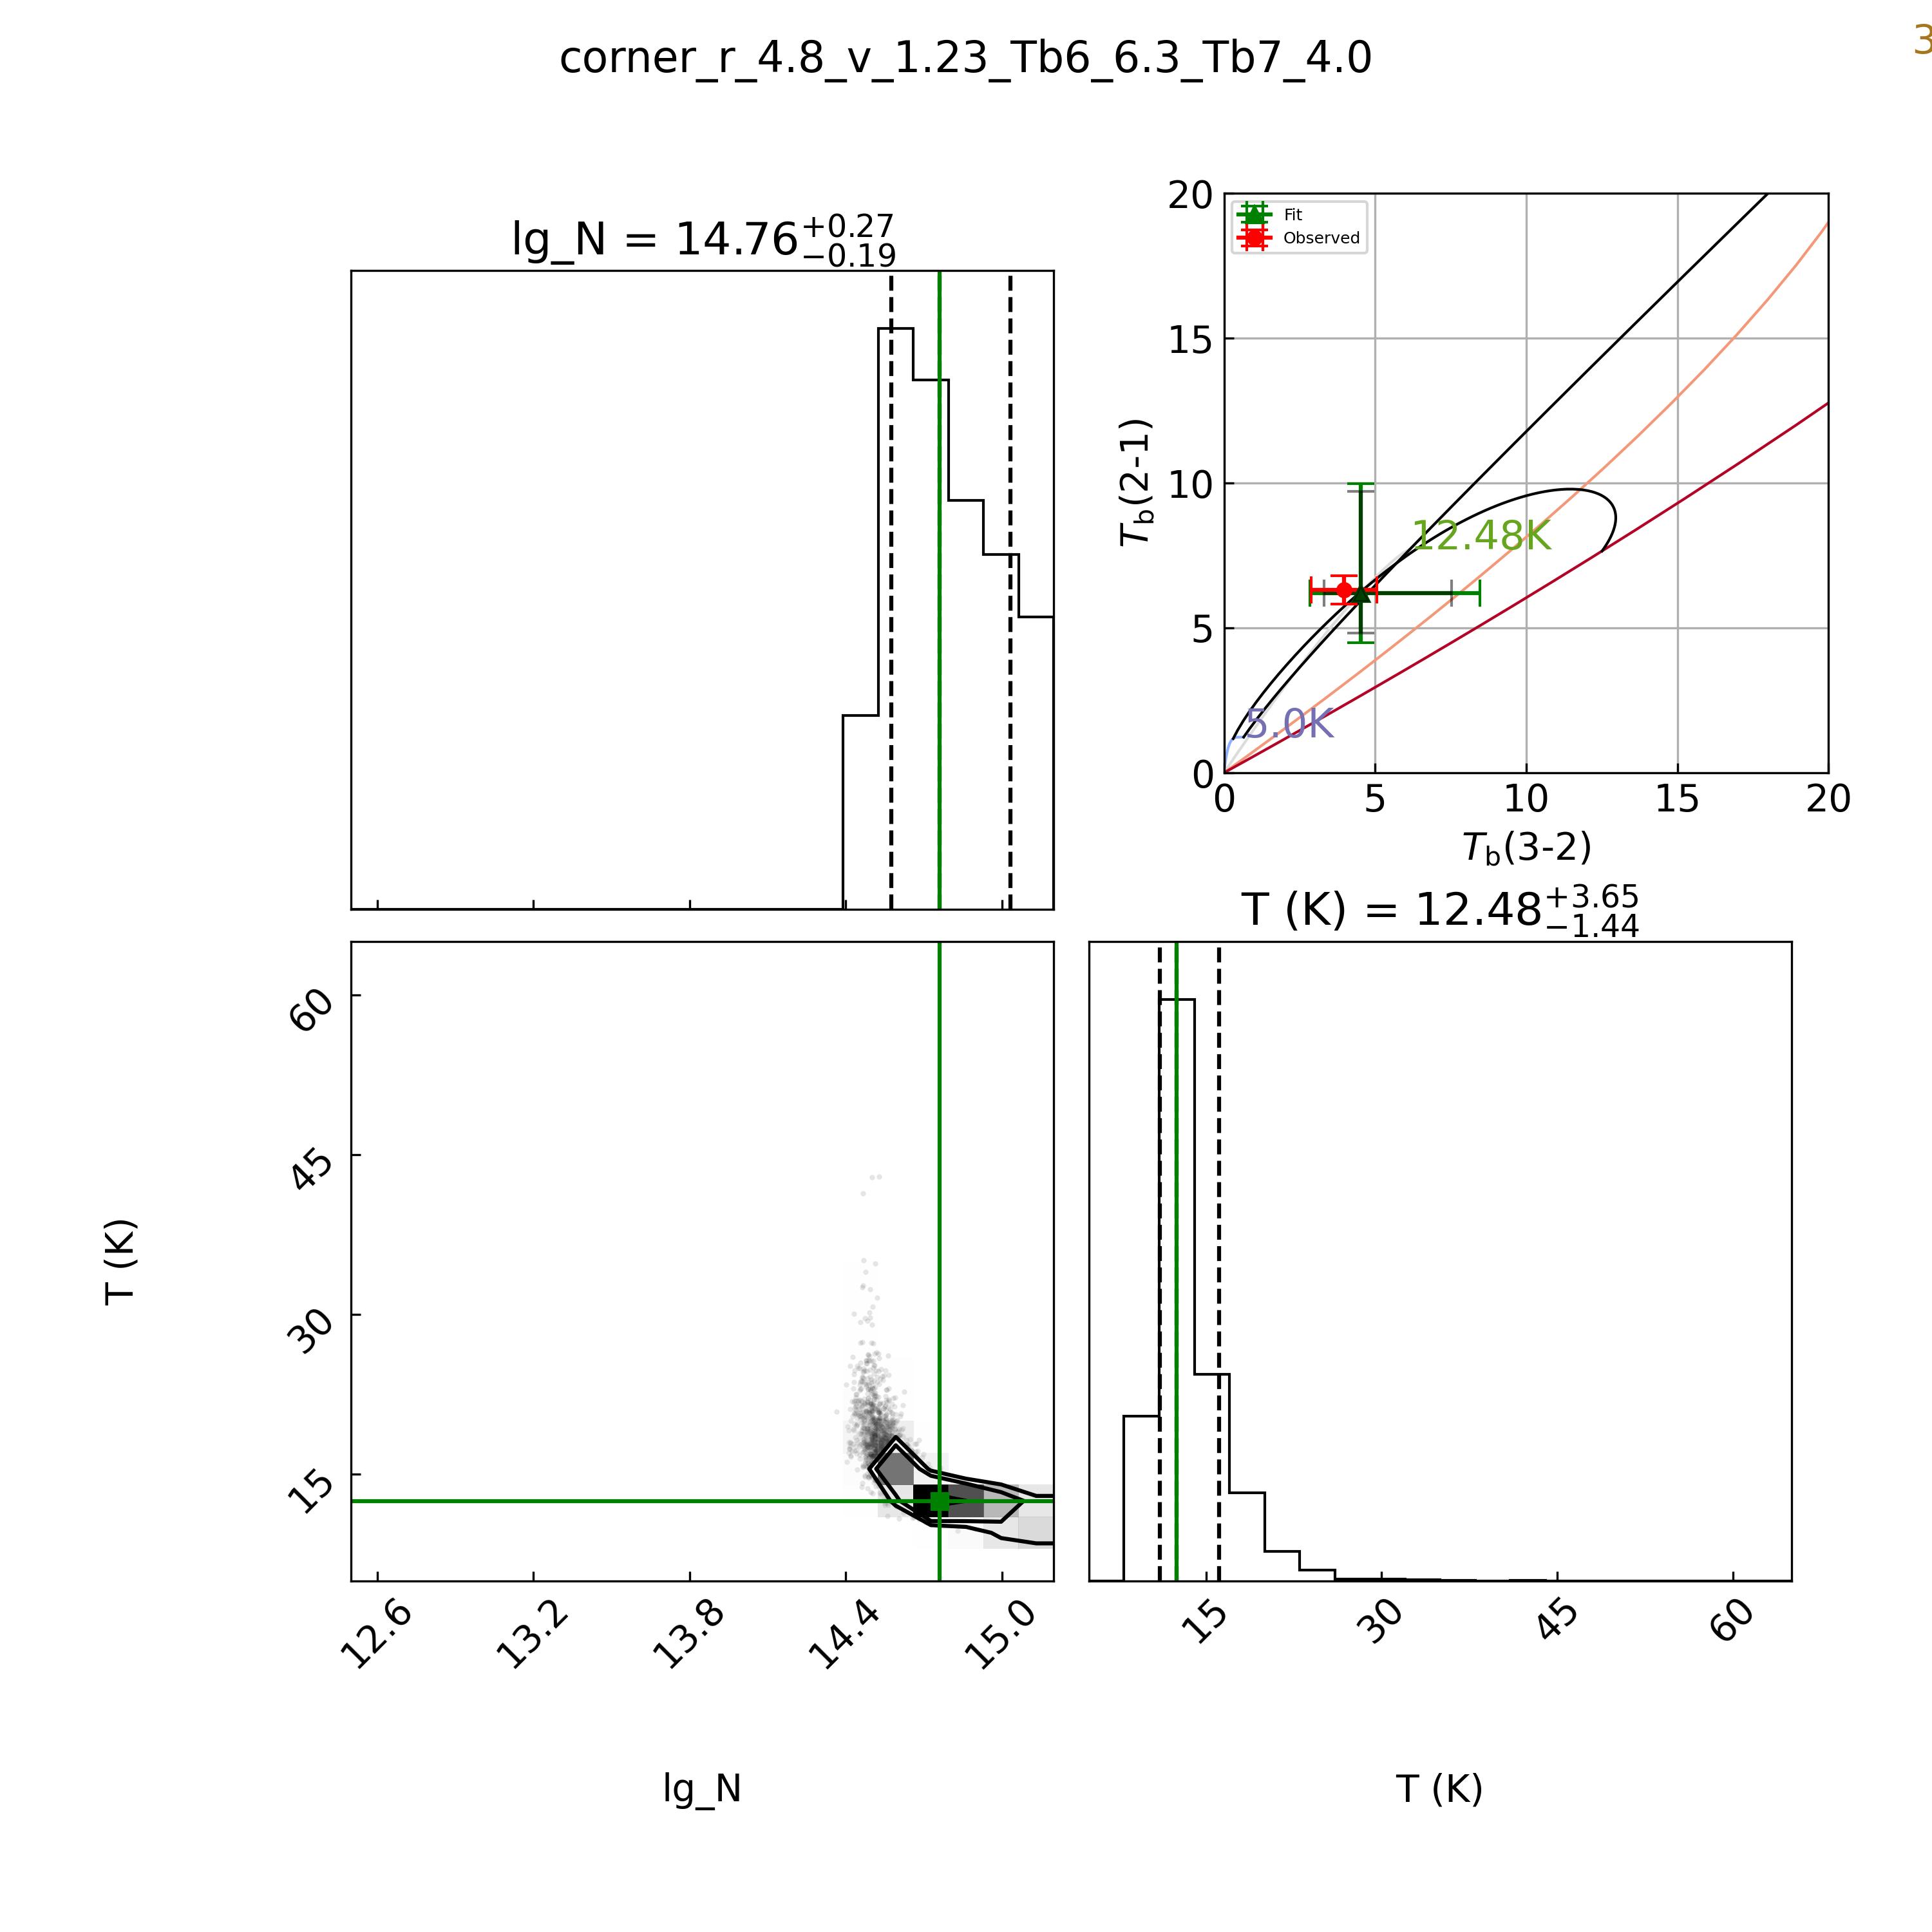 corner_r_4.8_v_1.23_Tb6_6.3_Tb7_4.0
3
lg_N = 14.76+0.27−0.19
20
15
10
5
0
Tb(2-1)
Fit
Observed
12.48K
5.0K
0 5 10 15 20
Tb(3-2)
T (K) = 12.48+3.65−1.44
60
45
30
15
T (K)
12.6 13.2 13.8 14.4 15.0
lg_N
15 30 45 60
T (K)